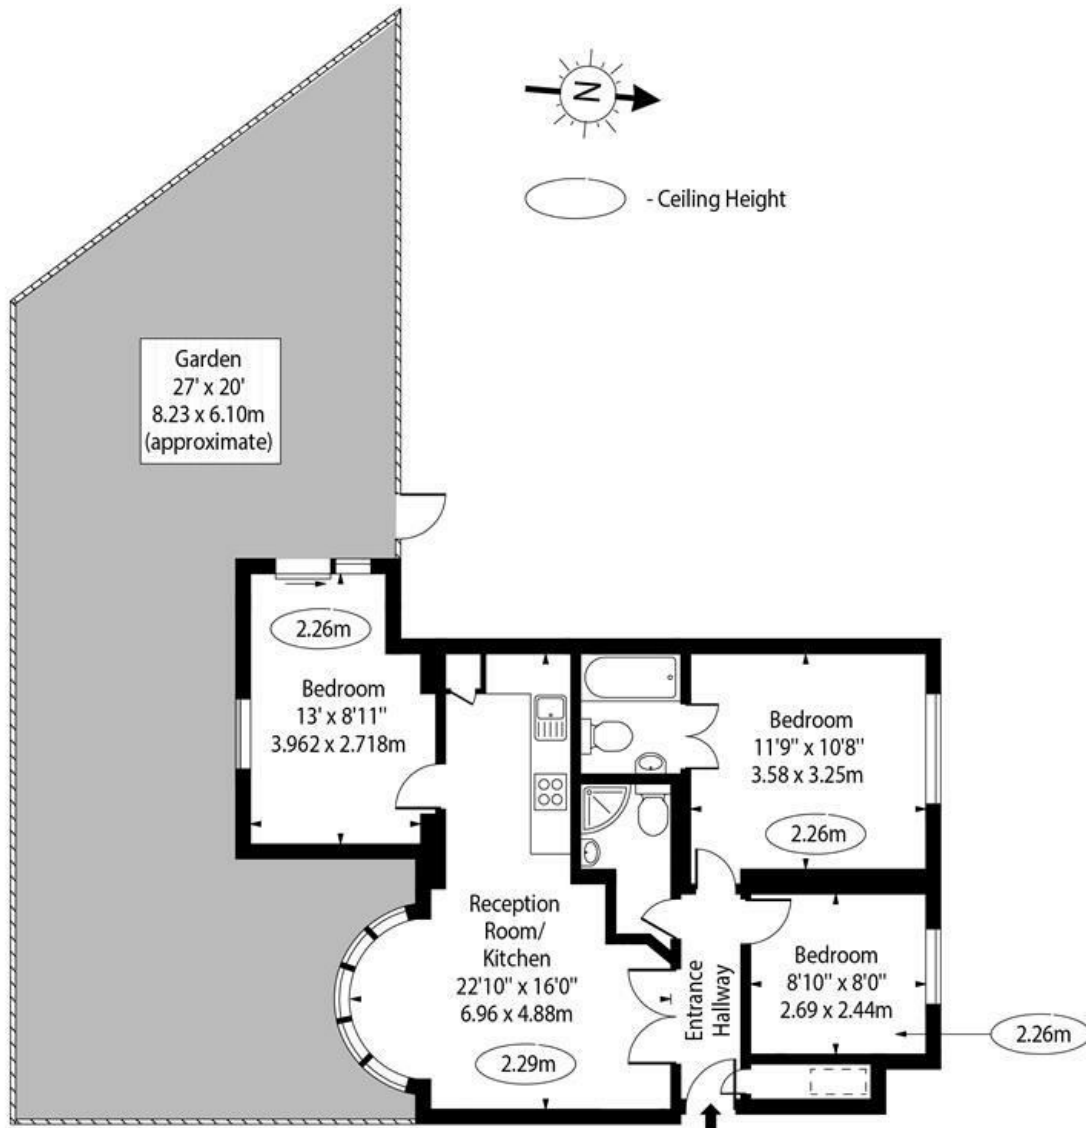 N
- Ceiling Height
Garden
27' x 20'
8.23 x 6.10m
(approximate)
2.26m
Bedroom
13' x 8'11"
3.962 x 2.718m
Bedroom
11'9" x 10'8"
3.58 x 3.25m
2.26m
Reception
Room/
Kitchen
22'10" x 16'0"
6.96 x 4.88m
2.29m
Entrance
Hallway
Bedroom
8'10" x 8'0"
2.69 x 2.44m
2.26m